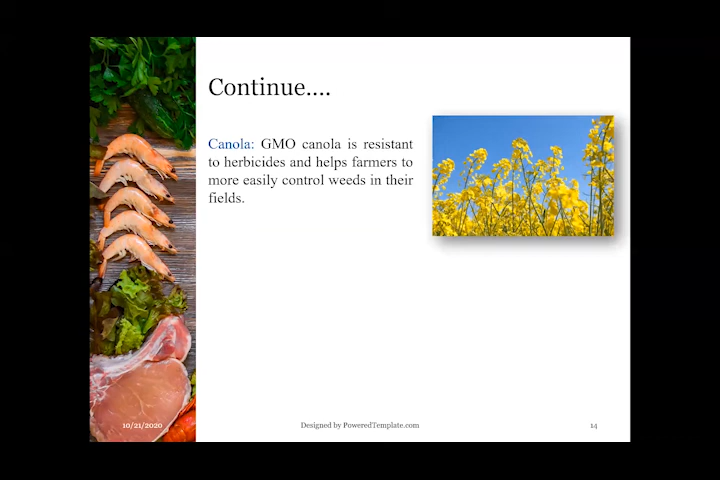 Continue....
Canola: GMO canola is resistant
to herbicides and helps farmers to
more easily control weeds in their
fields.
10/21/2020
Designed by PoweredTemplate.com
14